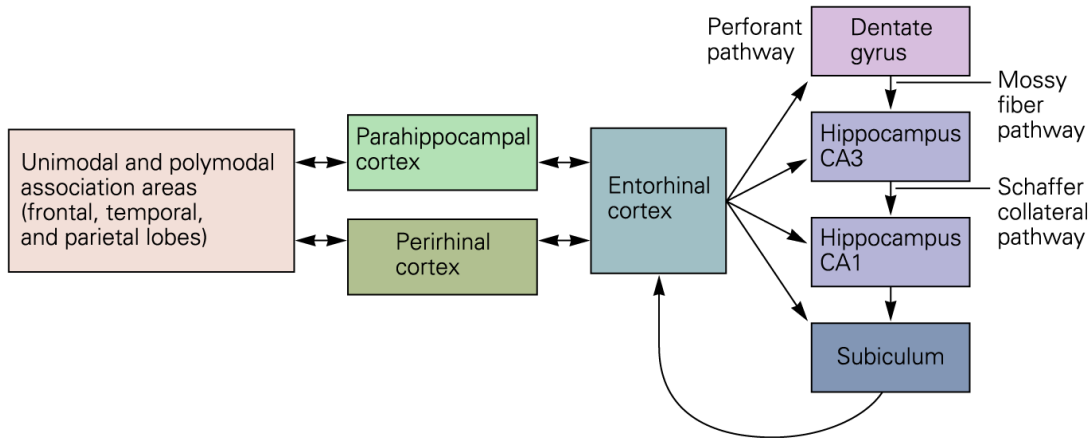 Unimodal and polymodal
association areas
(frontal, temporal,
and parietal lobes)
Parahippocampal
cortex
Perirhinal
cortex
Entorhinal
cortex
Perforant
pathway
Dentate
gyrus
Mossy
fiber
pathway
Hippocampus
CA3
Schaffer
collateral
pathway
Hippocampus
CA1
Subiculum